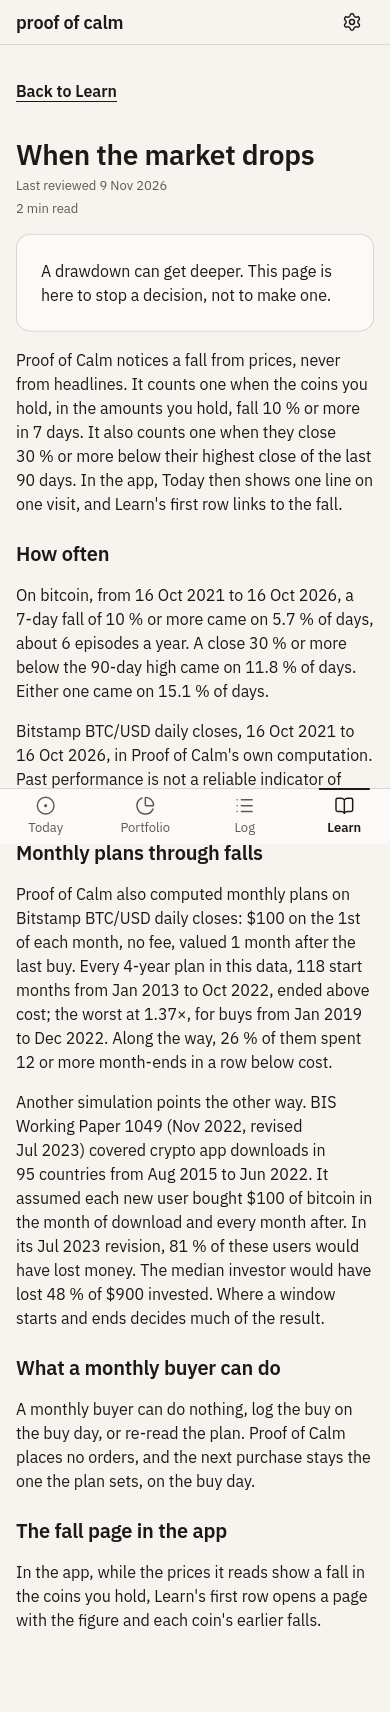 proof of calm
Back to Learn
When the market drops
Last reviewed 9 Nov 2026
2 min read
A drawdown can get deeper. This page is
here to stop a decision, not to make one.
Proof of Calm notices a fall from prices, never
from headlines. It counts one when the coins you
hold, in the amounts you hold, fall 10 % or more
in 7 days. It also counts one when they close
30 % or more below their highest close of the last
90 days. In the app, Today then shows one line on
one visit, and Learn's first row links to the fall.
How often
On bitcoin, from 16 Oct 2021 to 16 Oct 2026, a
7-day fall of 10 % or more came on 5.7 % of days,
about 6 episodes a year. A close 30 % or more
below the 90-day high came on 11.8 % of days.
Either one came on 15.1 % of days.
Bitstamp BTC/USD daily closes, 16 Oct 2021 to
16 Oct 2026, in Proof of Calm's own computation.
Past performance is not a reliable indicator of
Today
Portfolio
Log
Learn
Monthly plans through falls
Proof of Calm also computed monthly plans on
Bitstamp BTC/USD daily closes: $100 on the 1st
of each month, no fee, valued 1 month after the
last buy. Every 4-year plan in this data, 118 start
months from Jan 2013 to Oct 2022, ended above
cost; the worst at 1.37×, for buys from Jan 2019
to Dec 2022. Along the way, 26 % of them spent
12 or more month-ends in a row below cost.
Another simulation points the other way. BIS
Working Paper 1049 (Nov 2022, revised
Jul 2023) covered crypto app downloads in
95 countries from Aug 2015 to Jun 2022. It
assumed each new user bought $100 of bitcoin in
the month of download and every month after. In
its Jul 2023 revision, 81 % of these users would
have lost money. The median investor would have
lost 48 % of $900 invested. Where a window
starts and ends decides much of the result.
What a monthly buyer can do
A monthly buyer can do nothing, log the buy on
the buy day, or re-read the plan. Proof of Calm
places no orders, and the next purchase stays the
one the plan sets, on the buy day.
The fall page in the app
In the app, while the prices it reads show a fall in
the coins you hold, Learn's first row opens a page
with the figure and each coin's earlier falls.